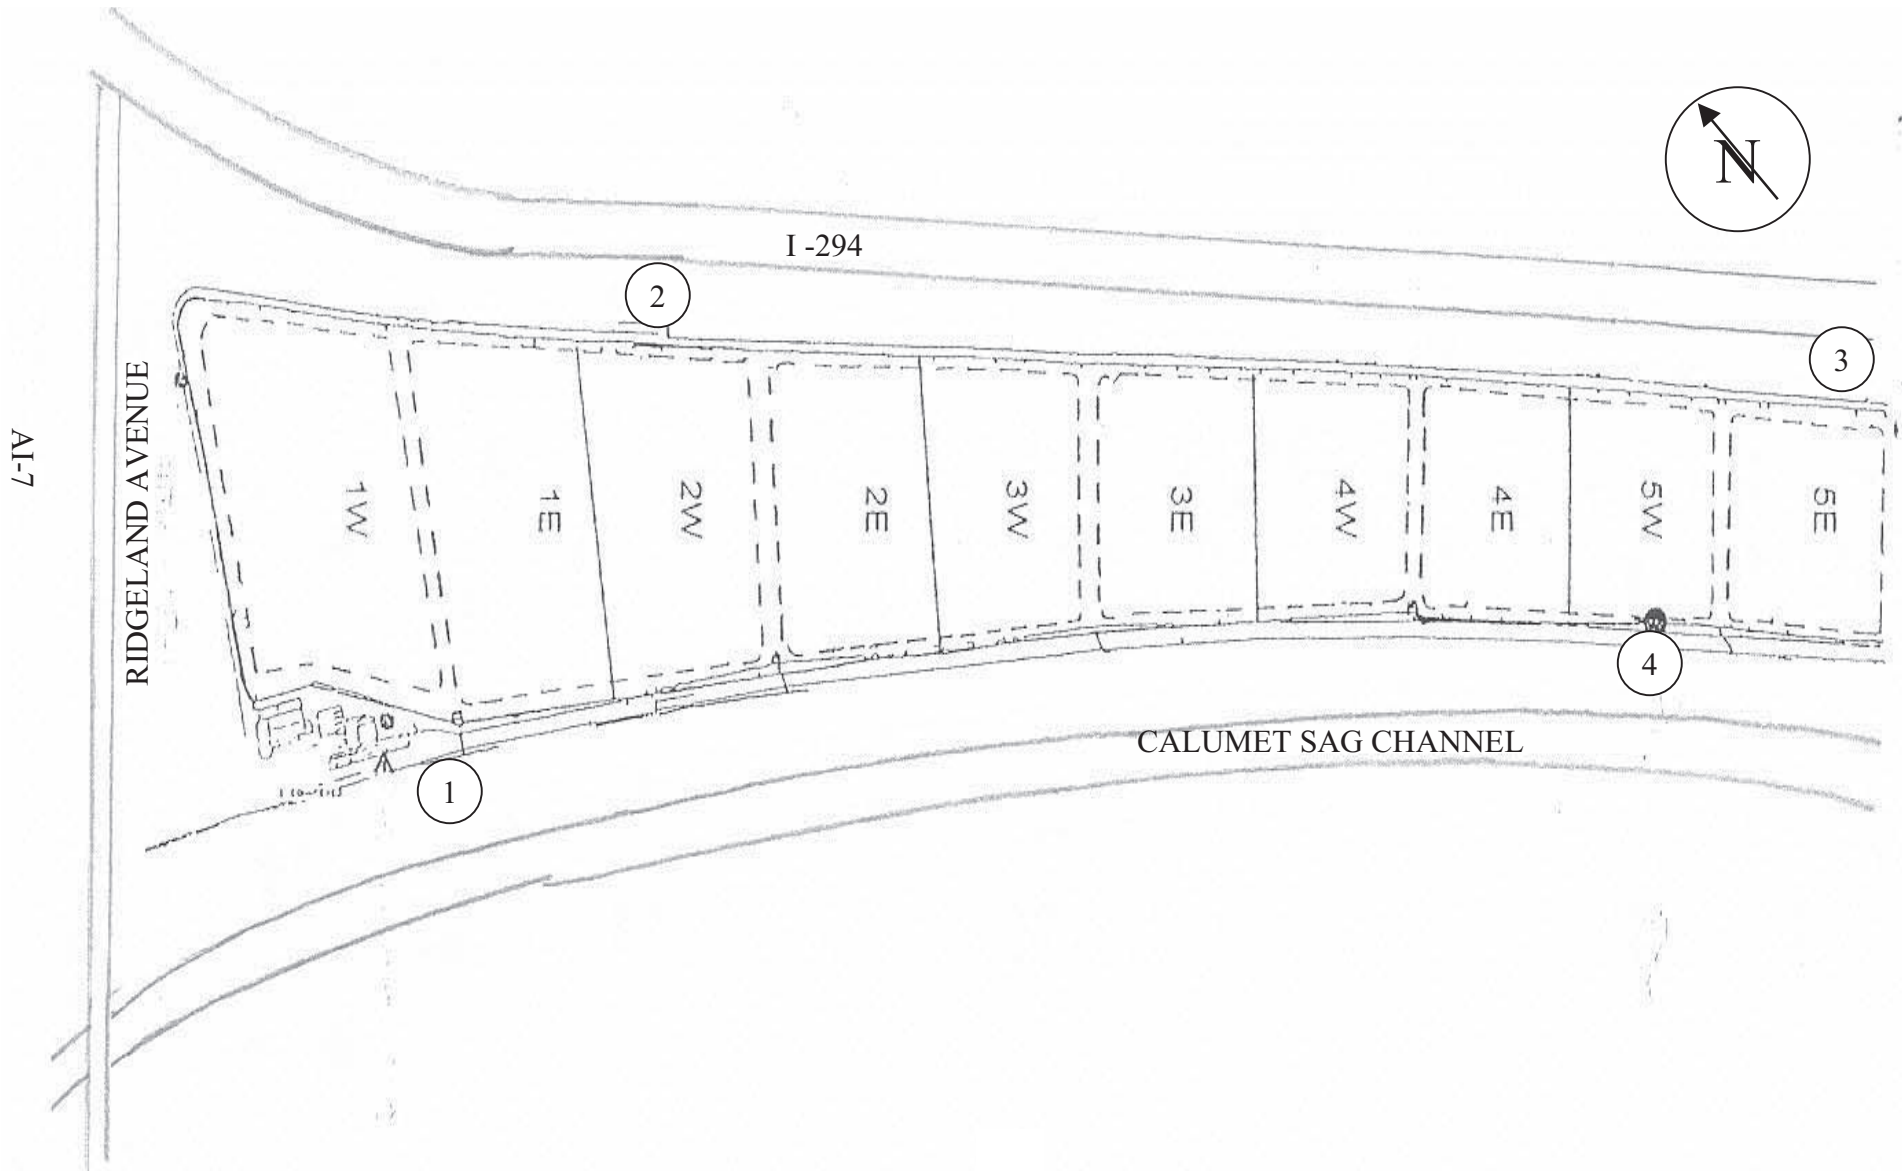 N
I -294
2
3
RIDGELAND AVENUE
AI-7
1W
1E
2W
2E
3W
3E
4W
4E
5W
5E
4
CALUMET SAG CHANNEL
1